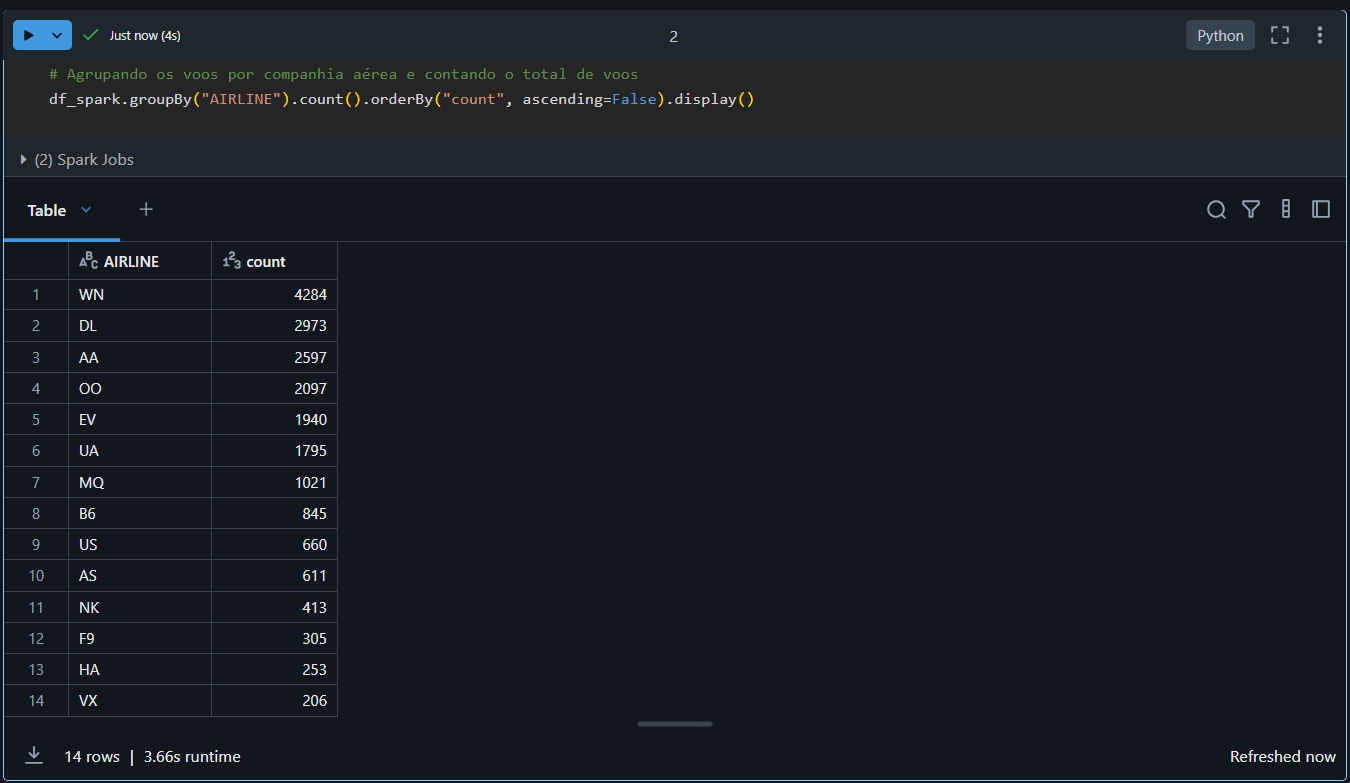 Just now (4s)
2
Python
# Agrupando os voos por companhia aérea e contando o total de voos
df_spark.groupBy("AIRLINE").count().orderBy("count", ascending=False).display()
(2) Spark Jobs
Table
ABC AIRLINE 123 count
1 WN 4284
2 DL 2973
3 AA 2597
4 OO 2097
5 EV 1940
6 UA 1795
7 MQ 1021
8 B6 845
9 US 660
10 AS 611
11 NK 413
12 F9 305
13 HA 253
14 VX 206
14 rows | 3.66s runtime
Refreshed now